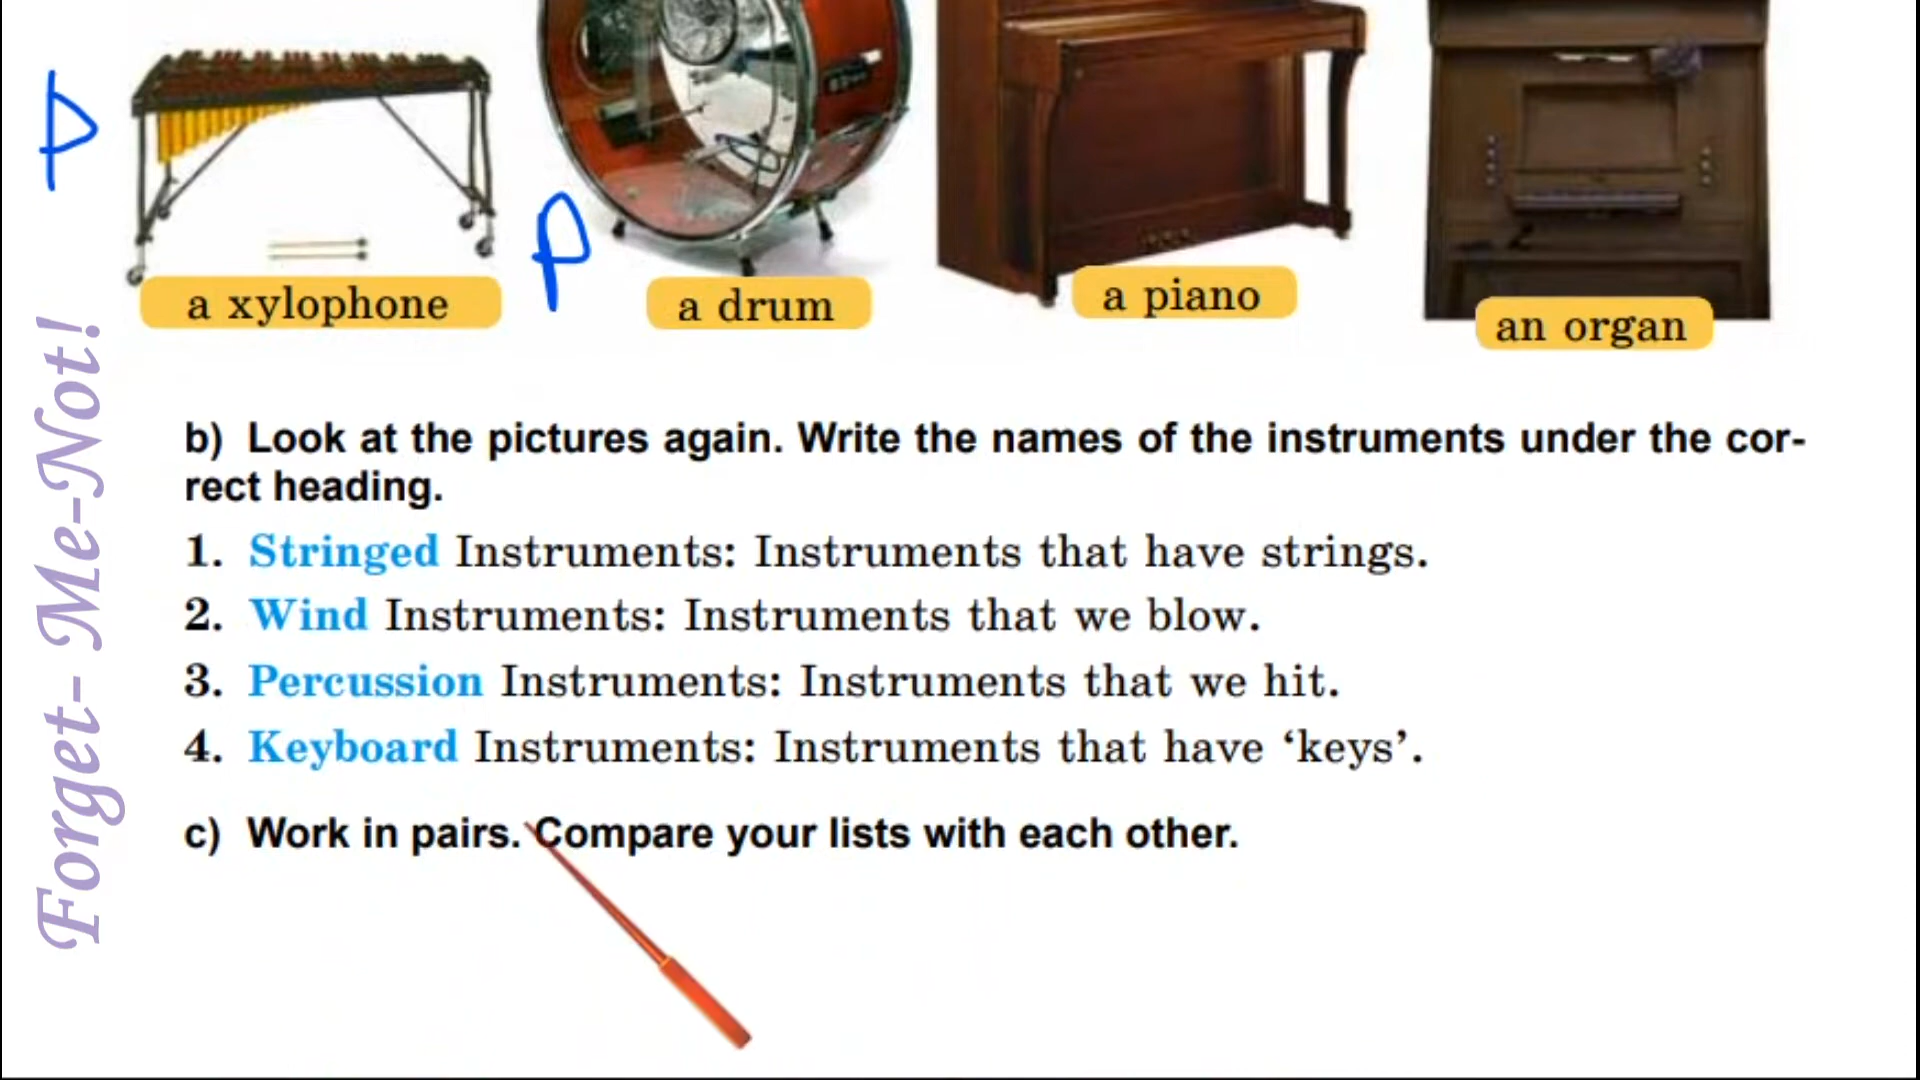 P
P
a xylophone
a drum
a piano
an organ
Forget- Me-Not!
b) Look at the pictures again. Write the names of the instruments under the cor-
rect heading.
1. Stringed Instruments: Instruments that have strings.
2. Wind Instruments: Instruments that we blow.
3. Percussion Instruments: Instruments that we hit.
4. Keyboard Instruments: Instruments that have ‘keys’.
c) Work in pairs. Compare your lists with each other.